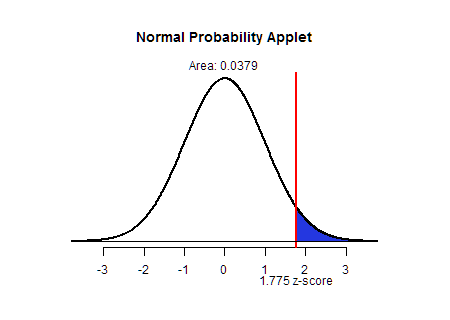 Normal Probability Applet
Area: 0.0379
-3 -2 -1 0 1 2 3
1.775 z-score